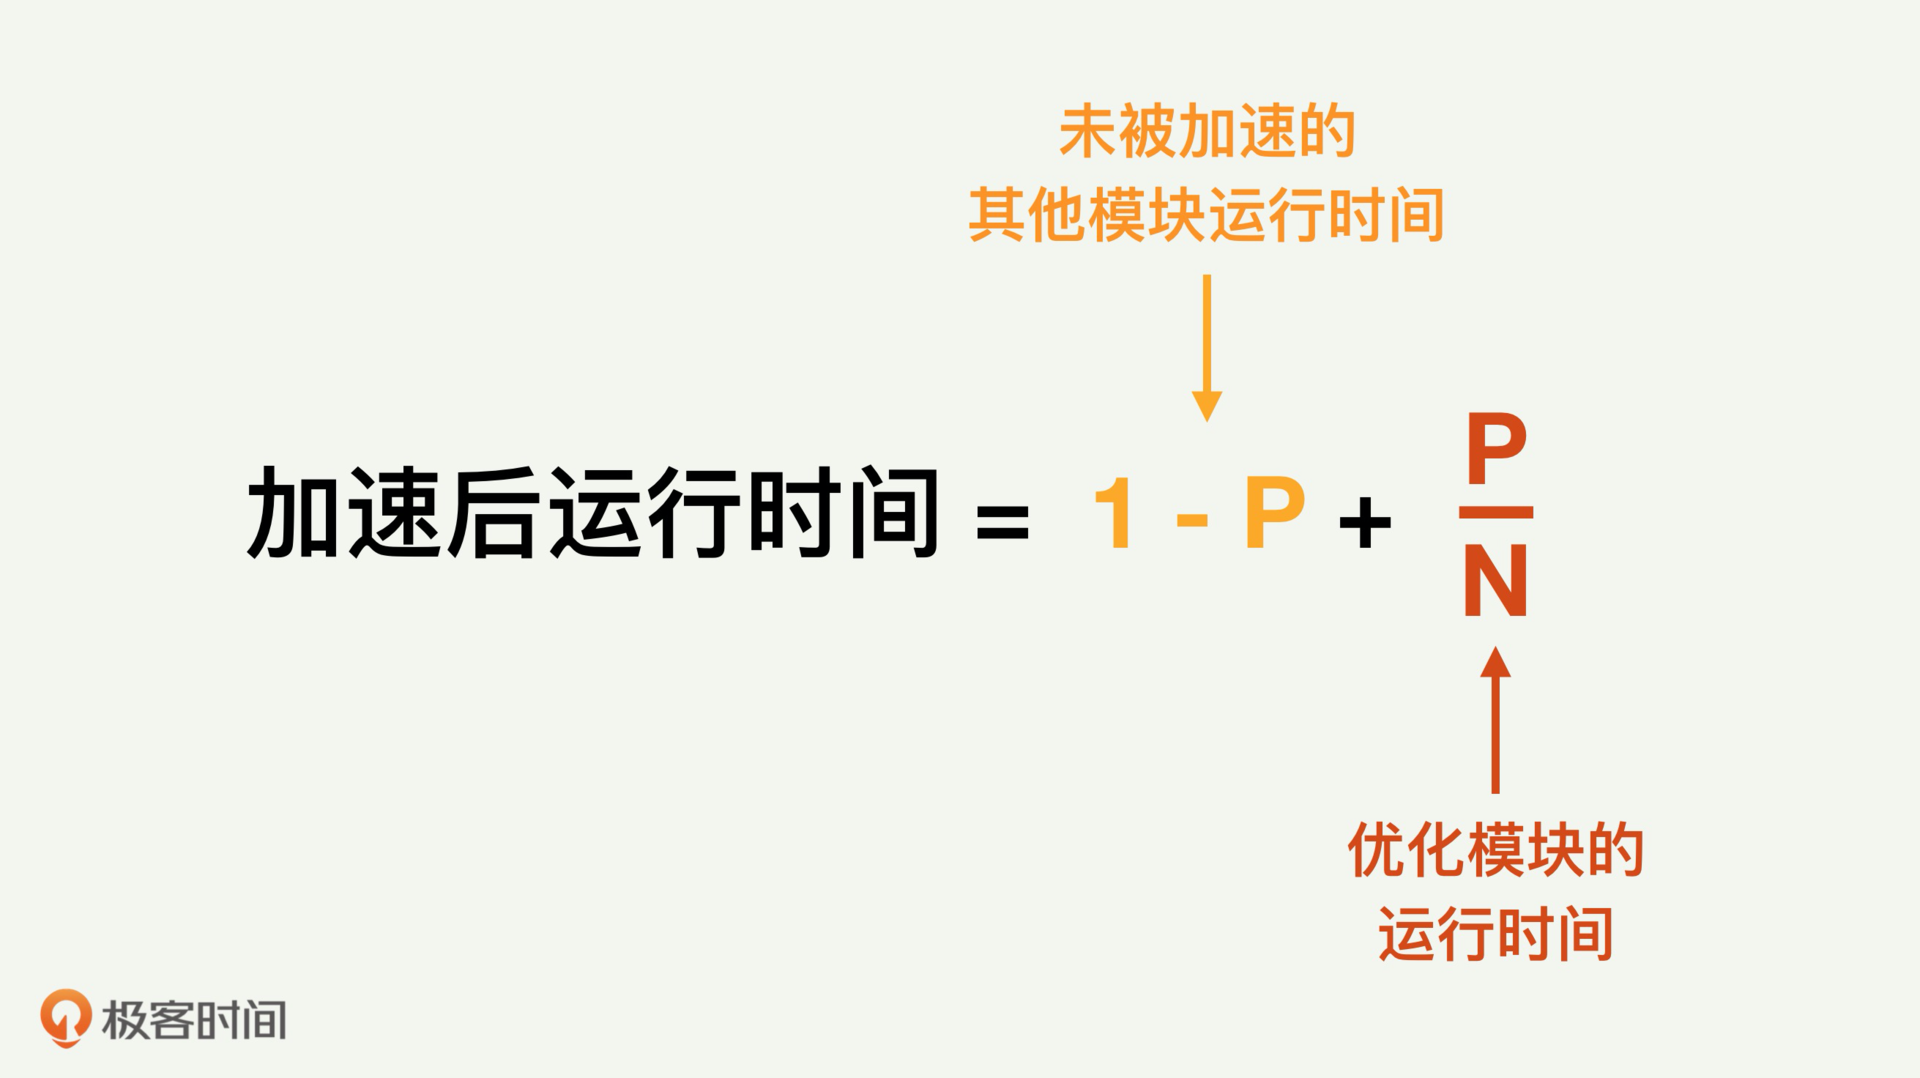 未被加速的
其他模块运行时间
加速后运行时间 = 1 - P + P/N
优化模块的
运行时间
极客时间